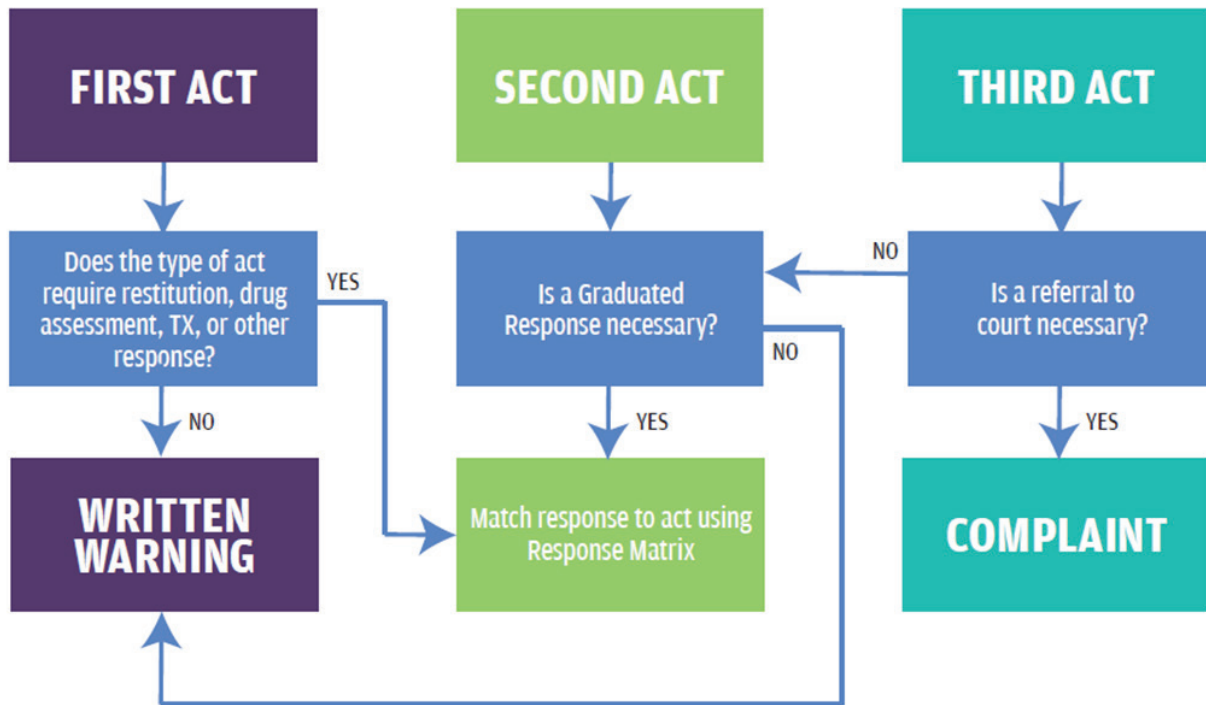 FIRST ACT
SECOND ACT
THIRD ACT
Does the type of act
require restitution, drug
assessment, TX, or other
response?
YES
NO
Is a Graduated
Response necessary?
NO
YES
NO
Is a referral to
court necessary?
YES
WRITTEN
WARNING
Match response to act using
Response Matrix
COMPLAINT